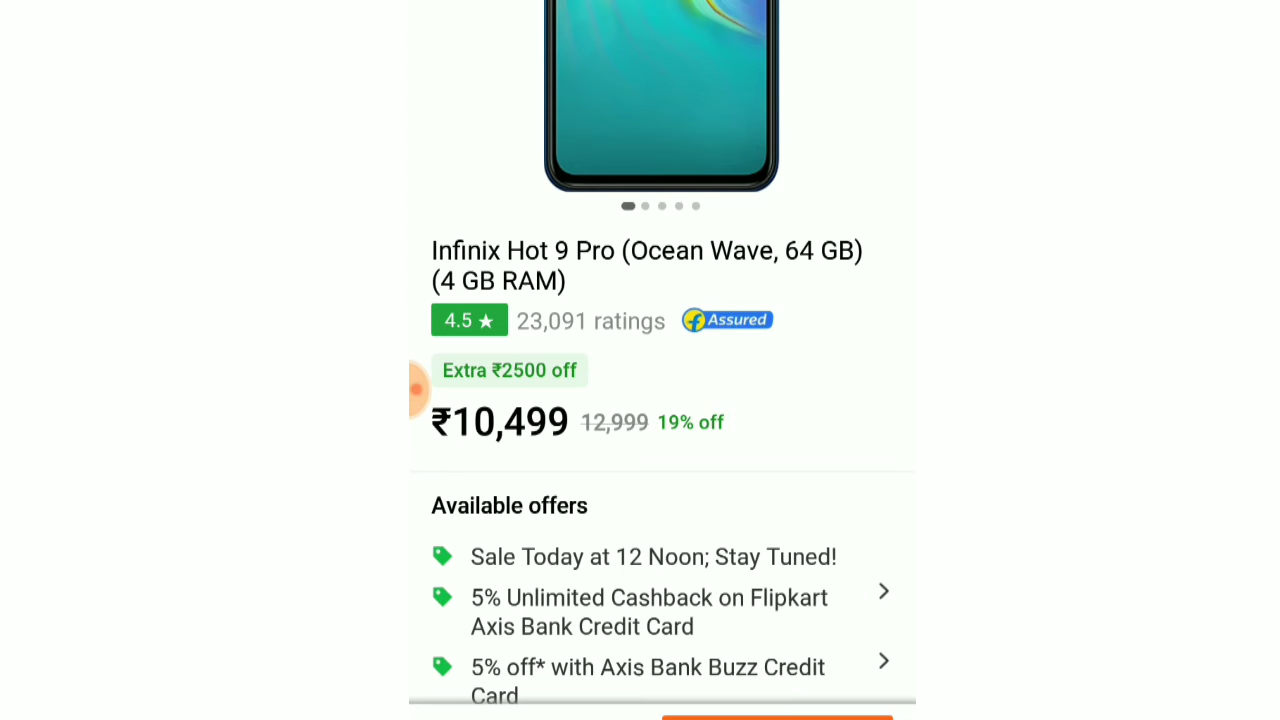 Infinix Hot 9 Pro (Ocean Wave, 64 GB)
(4 GB RAM)
4.5 ★ 23,091 ratings f Assured
Extra ₹2500 off
₹10,499 12,999 19% off
Available offers
Sale Today at 12 Noon; Stay Tuned!
5% Unlimited Cashback on Flipkart
Axis Bank Credit Card
5% off* with Axis Bank Buzz Credit
Card